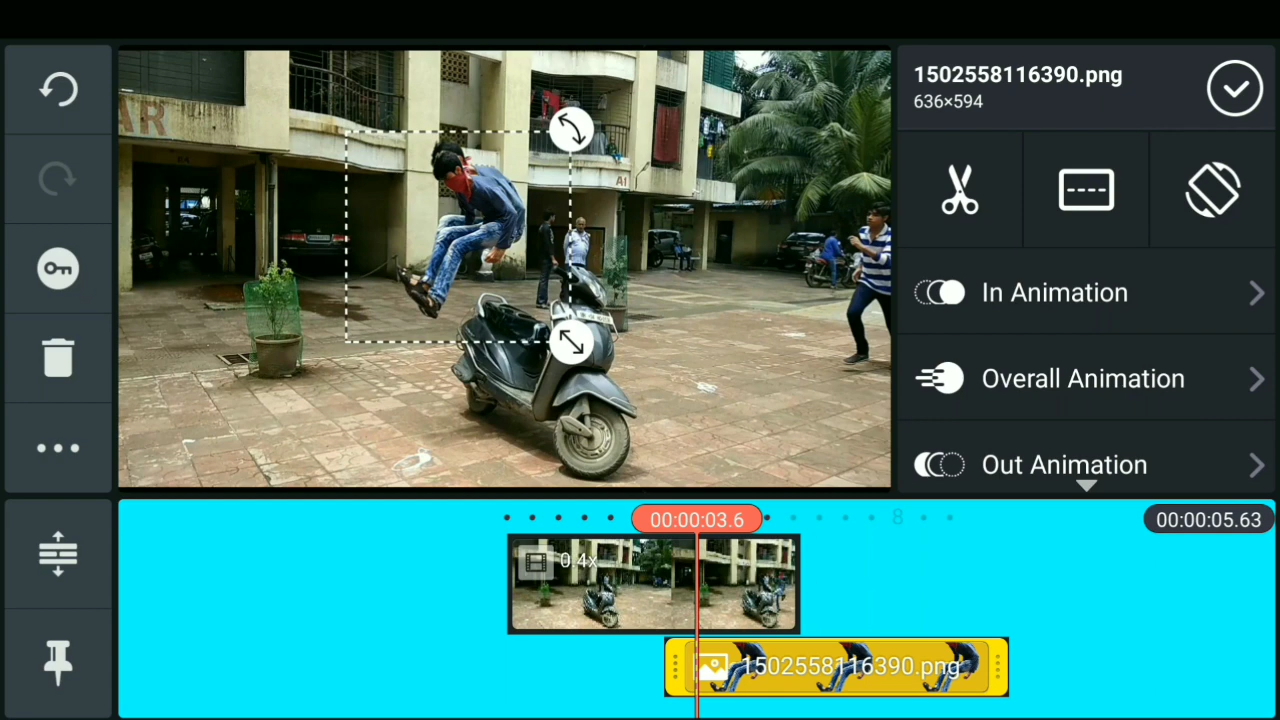 1502558116390.png
636×594
AR
A1
In Animation
Overall Animation
Out Animation
00:00:03.6
8
00:00:05.63
0.4x
1502558116390.png